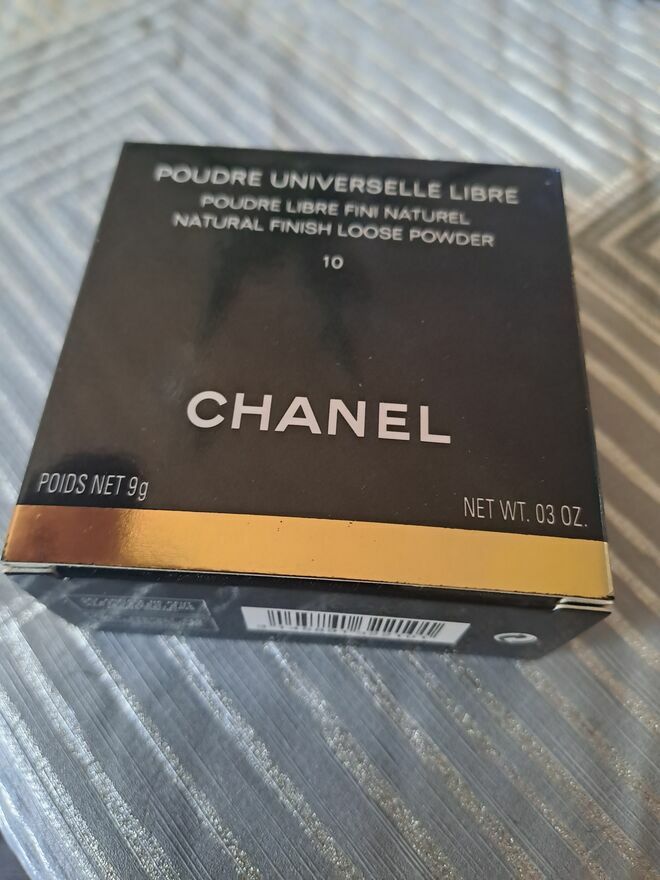 POUDRE UNIVERSELLE LIBRE
POUDRE LIBRE FINI NATUREL
NATURAL FINISH LOOSE POWDER
10
CHANEL
POIDS NET 9g
NET WT. 03 OZ.